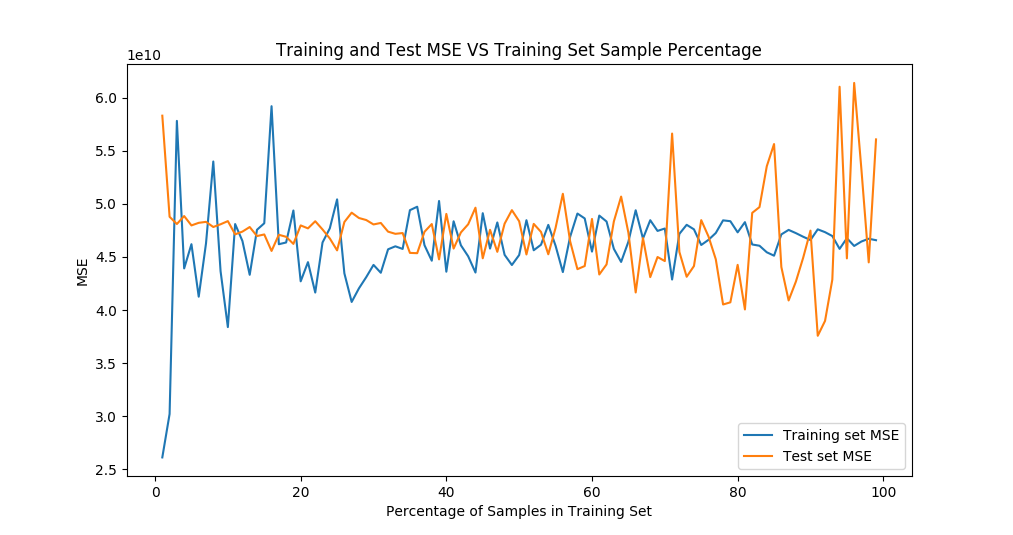 Training and Test MSE VS Training Set Sample Percentage
1e10
6.0
5.5
5.0
4.5
4.0
3.5
3.0
2.5
MSE
0 20 40 60 80 100
Percentage of Samples in Training Set
Training set MSE
Test set MSE